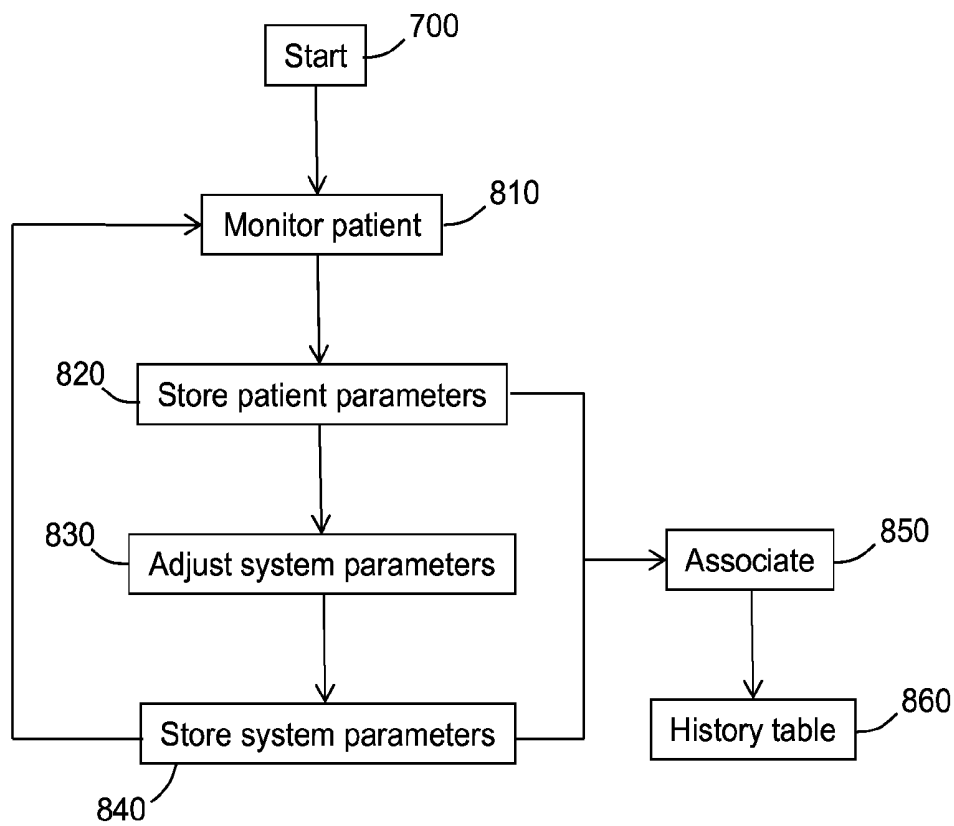 700
Start
810
Monitor patient
820
Store patient parameters
830
Adjust system parameters
850
Associate
860
History table
Store system parameters
840